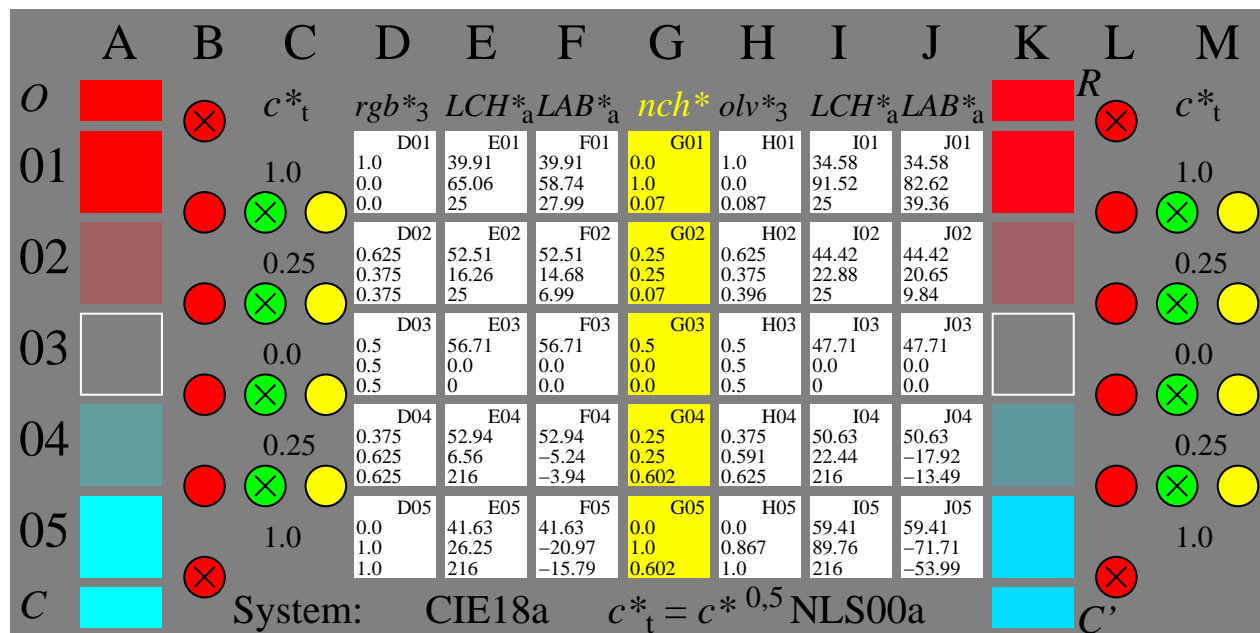 A B C D E F G H I J K L M
O c*t rgb*3 LCH*a LAB*a nch* olv*3 LCH*a LAB*a R c*t
01 1.0 D01 E01 F01 G01 H01 I01 J01 1.0
1.0 39.91 39.91 0.0 1.0 34.58 34.58
0.0 65.06 58.74 1.0 0.0 91.52 82.62
0.0 25 27.99 0.07 0.087 25 39.36
02 0.25 D02 E02 F02 G02 H02 I02 J02 0.25
0.625 52.51 52.51 0.25 0.625 44.42 44.42
0.375 16.26 14.68 0.25 0.375 22.88 20.65
0.375 25 6.99 0.07 0.396 25 9.84
03 0.0 D03 E03 F03 G03 H03 I03 J03 0.0
0.5 56.71 56.71 0.5 0.5 47.71 47.71
0.5 0.0 0.0 0.0 0.5 0.0 0.0
0.5 0 0.0 0.0 0.5 0 0.0
04 0.25 D04 E04 F04 G04 H04 I04 J04 0.25
0.375 52.94 52.94 0.25 0.375 50.63 50.63
0.625 6.56 −5.24 0.25 0.591 22.44 −17.92
0.625 216 −3.94 0.602 0.625 216 −13.49
05 1.0 D05 E05 F05 G05 H05 I05 J05 1.0
0.0 41.63 41.63 0.0 0.0 59.41 59.41
1.0 26.25 −20.97 1.0 0.867 89.76 −71.71
1.0 216 −15.79 0.602 1.0 216 −53.99
C System: CIE18a c*t = c* 0,5 NLS00a C'